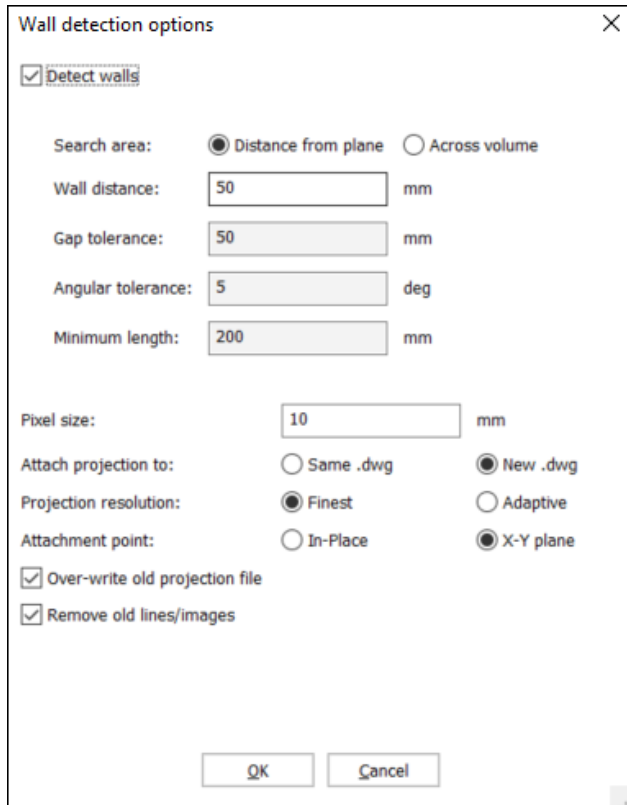 Wall detection options
Detect walls
Search area: Distance from plane Across volume
Wall distance: 50 mm
Gap tolerance: 50 mm
Angular tolerance: 5 deg
Minimum length: 200 mm
Pixel size: 10 mm
Attach projection to: Same .dwg New .dwg
Projection resolution: Finest Adaptive
Attachment point: In-Place X-Y plane
Over-write old projection file
Remove old lines/images
OK Cancel